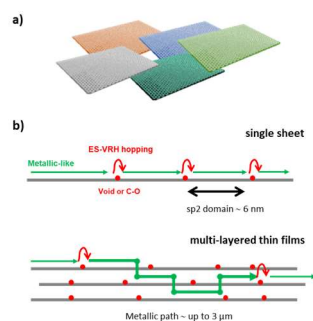 a)
b)
single sheet
ES-VRH hopping
Metallic-like
Void or C-O
sp2 domain ~ 6 nm
multi-layered thin films
Metallic path ~ up to 3 µm